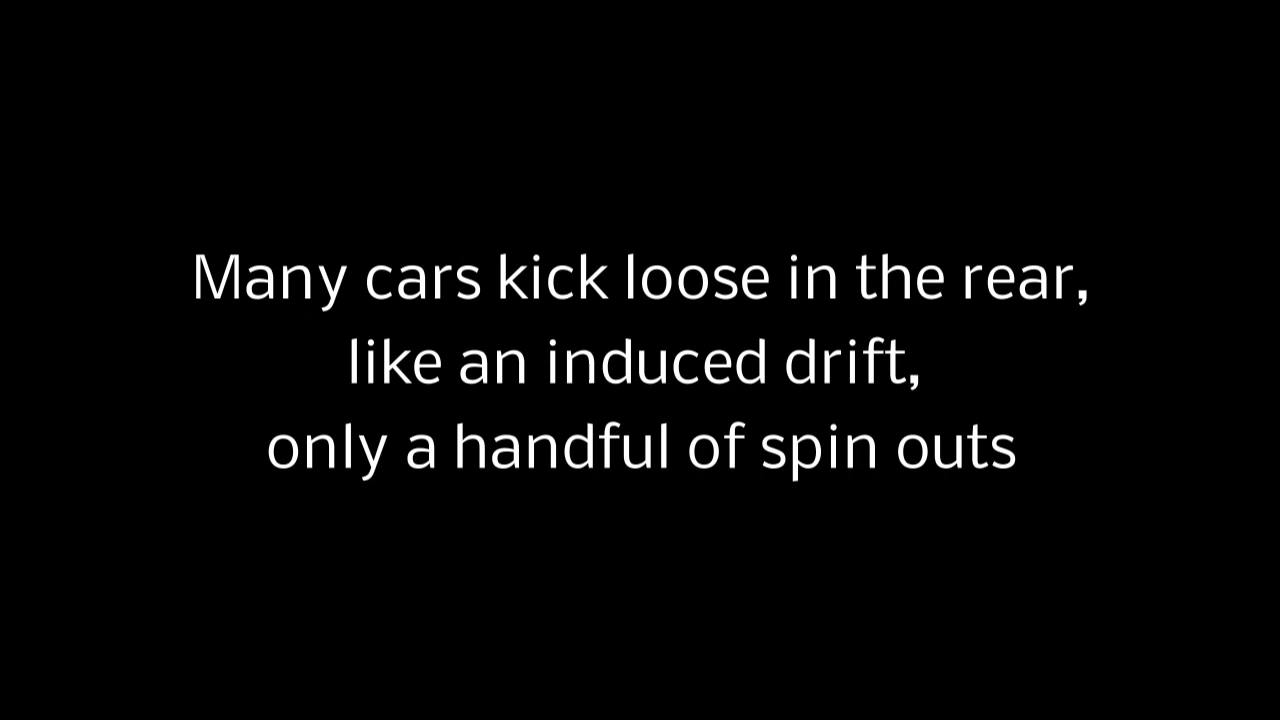 Many cars kick loose in the rear,
like an induced drift,
only a handful of spin outs